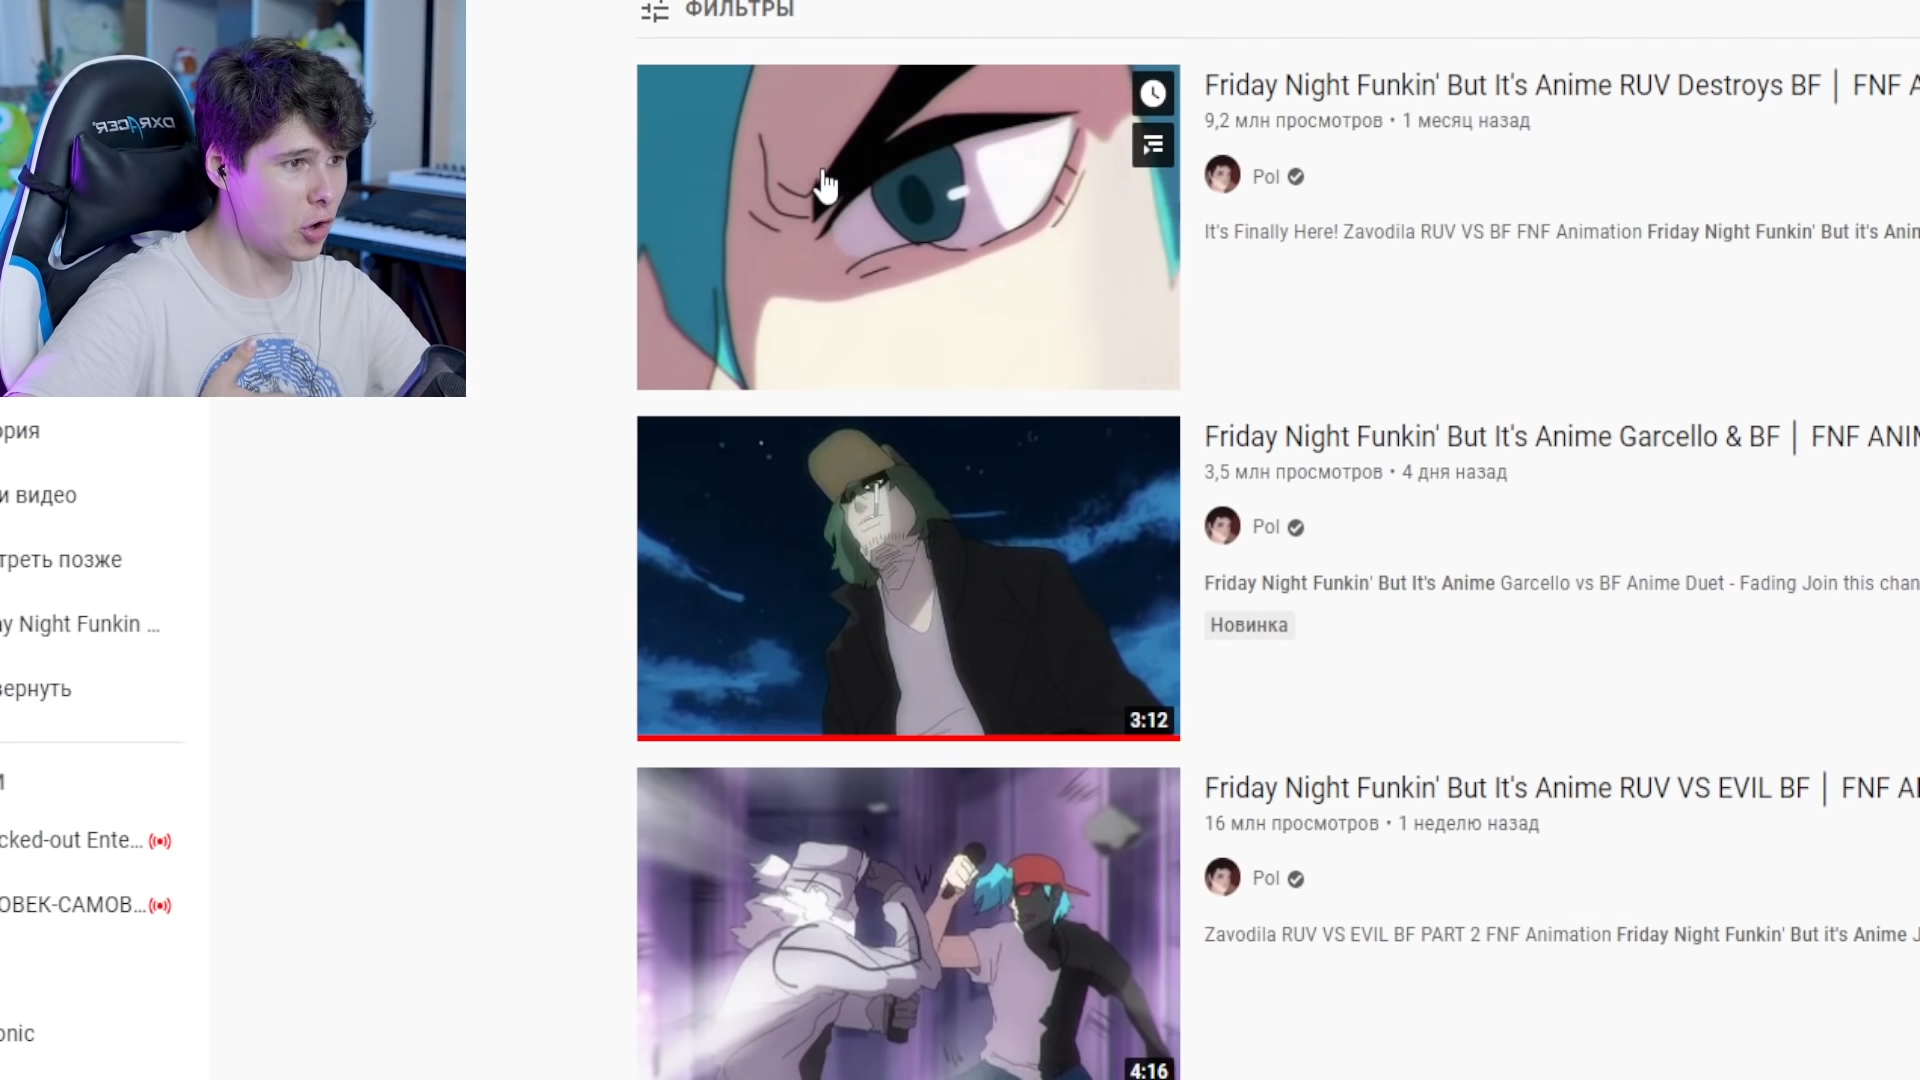 ФИЛЬТРЫ
DXRACER
Friday Night Funkin' But It's Anime RUV Destroys BF │ FNF A
9,2 млн просмотров • 1 месяц назад
Pol
It's Finally Here! Zavodila RUV VS BF FNF Animation Friday Night Funkin' But it's Anim
Friday Night Funkin' But It's Anime Garcello & BF │ FNF ANIM
3,5 млн просмотров • 4 дня назад
Pol
Friday Night Funkin' But It's Anime Garcello vs BF Anime Duet - Fading Join this chan
Новинка
3:12
Friday Night Funkin' But It's Anime RUV VS EVIL BF │ FNF AN
16 млн просмотров • 1 неделю назад
Pol
Zavodila RUV VS EVIL BF PART 2 FNF Animation Friday Night Funkin' But it's Anime J
4:16
ория
и видео
треть позже
ay Night Funkin ...
вернуть
И
cked-out Ente...
ОВЕК-САМОВ...
onic